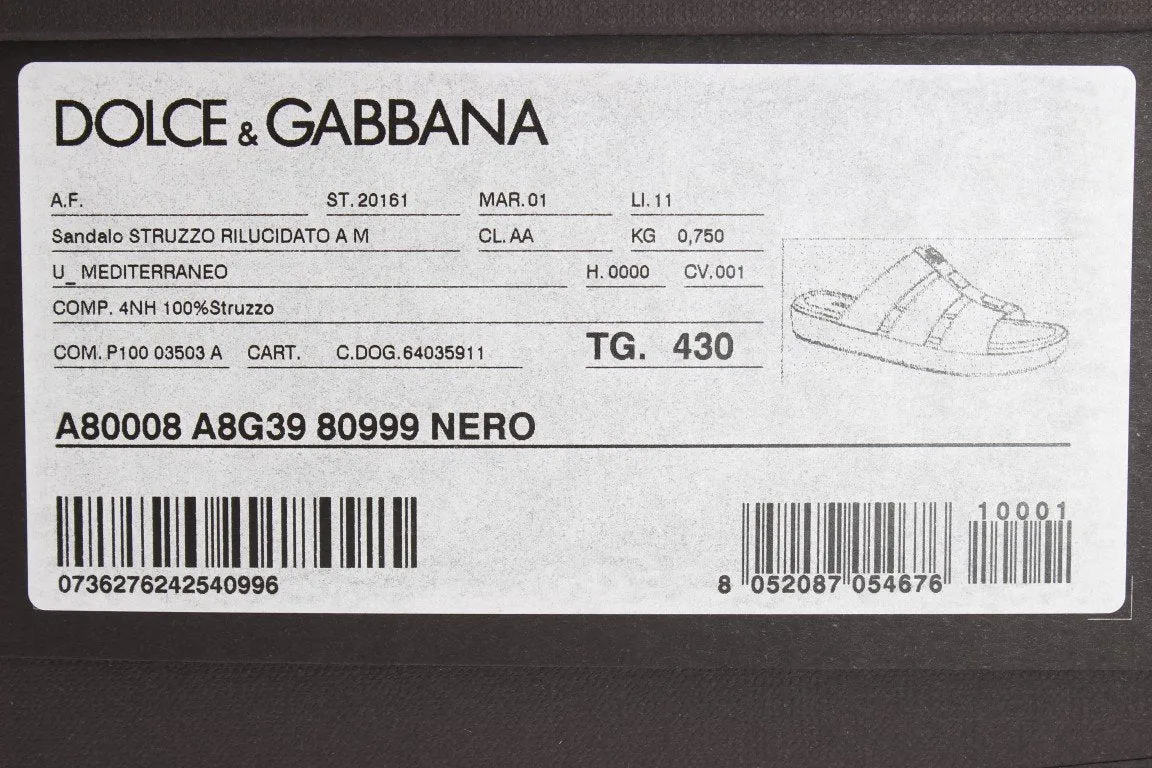 DOLCE & GABBANA
A.F. ST. 20161 MAR. 01 LI. 11
Sandalo STRUZZO RILUCIDATO A M CL. AA KG 0,750
U_ MEDITERRANEO H. 0000 CV. 001
COMP. 4NH 100%Struzzo
COM. P100 03503 A CART. C.DOG. 64035911 TG. 430
A80008 A8G39 80999 NERO
10001
0736276242540996 8 052087 054676